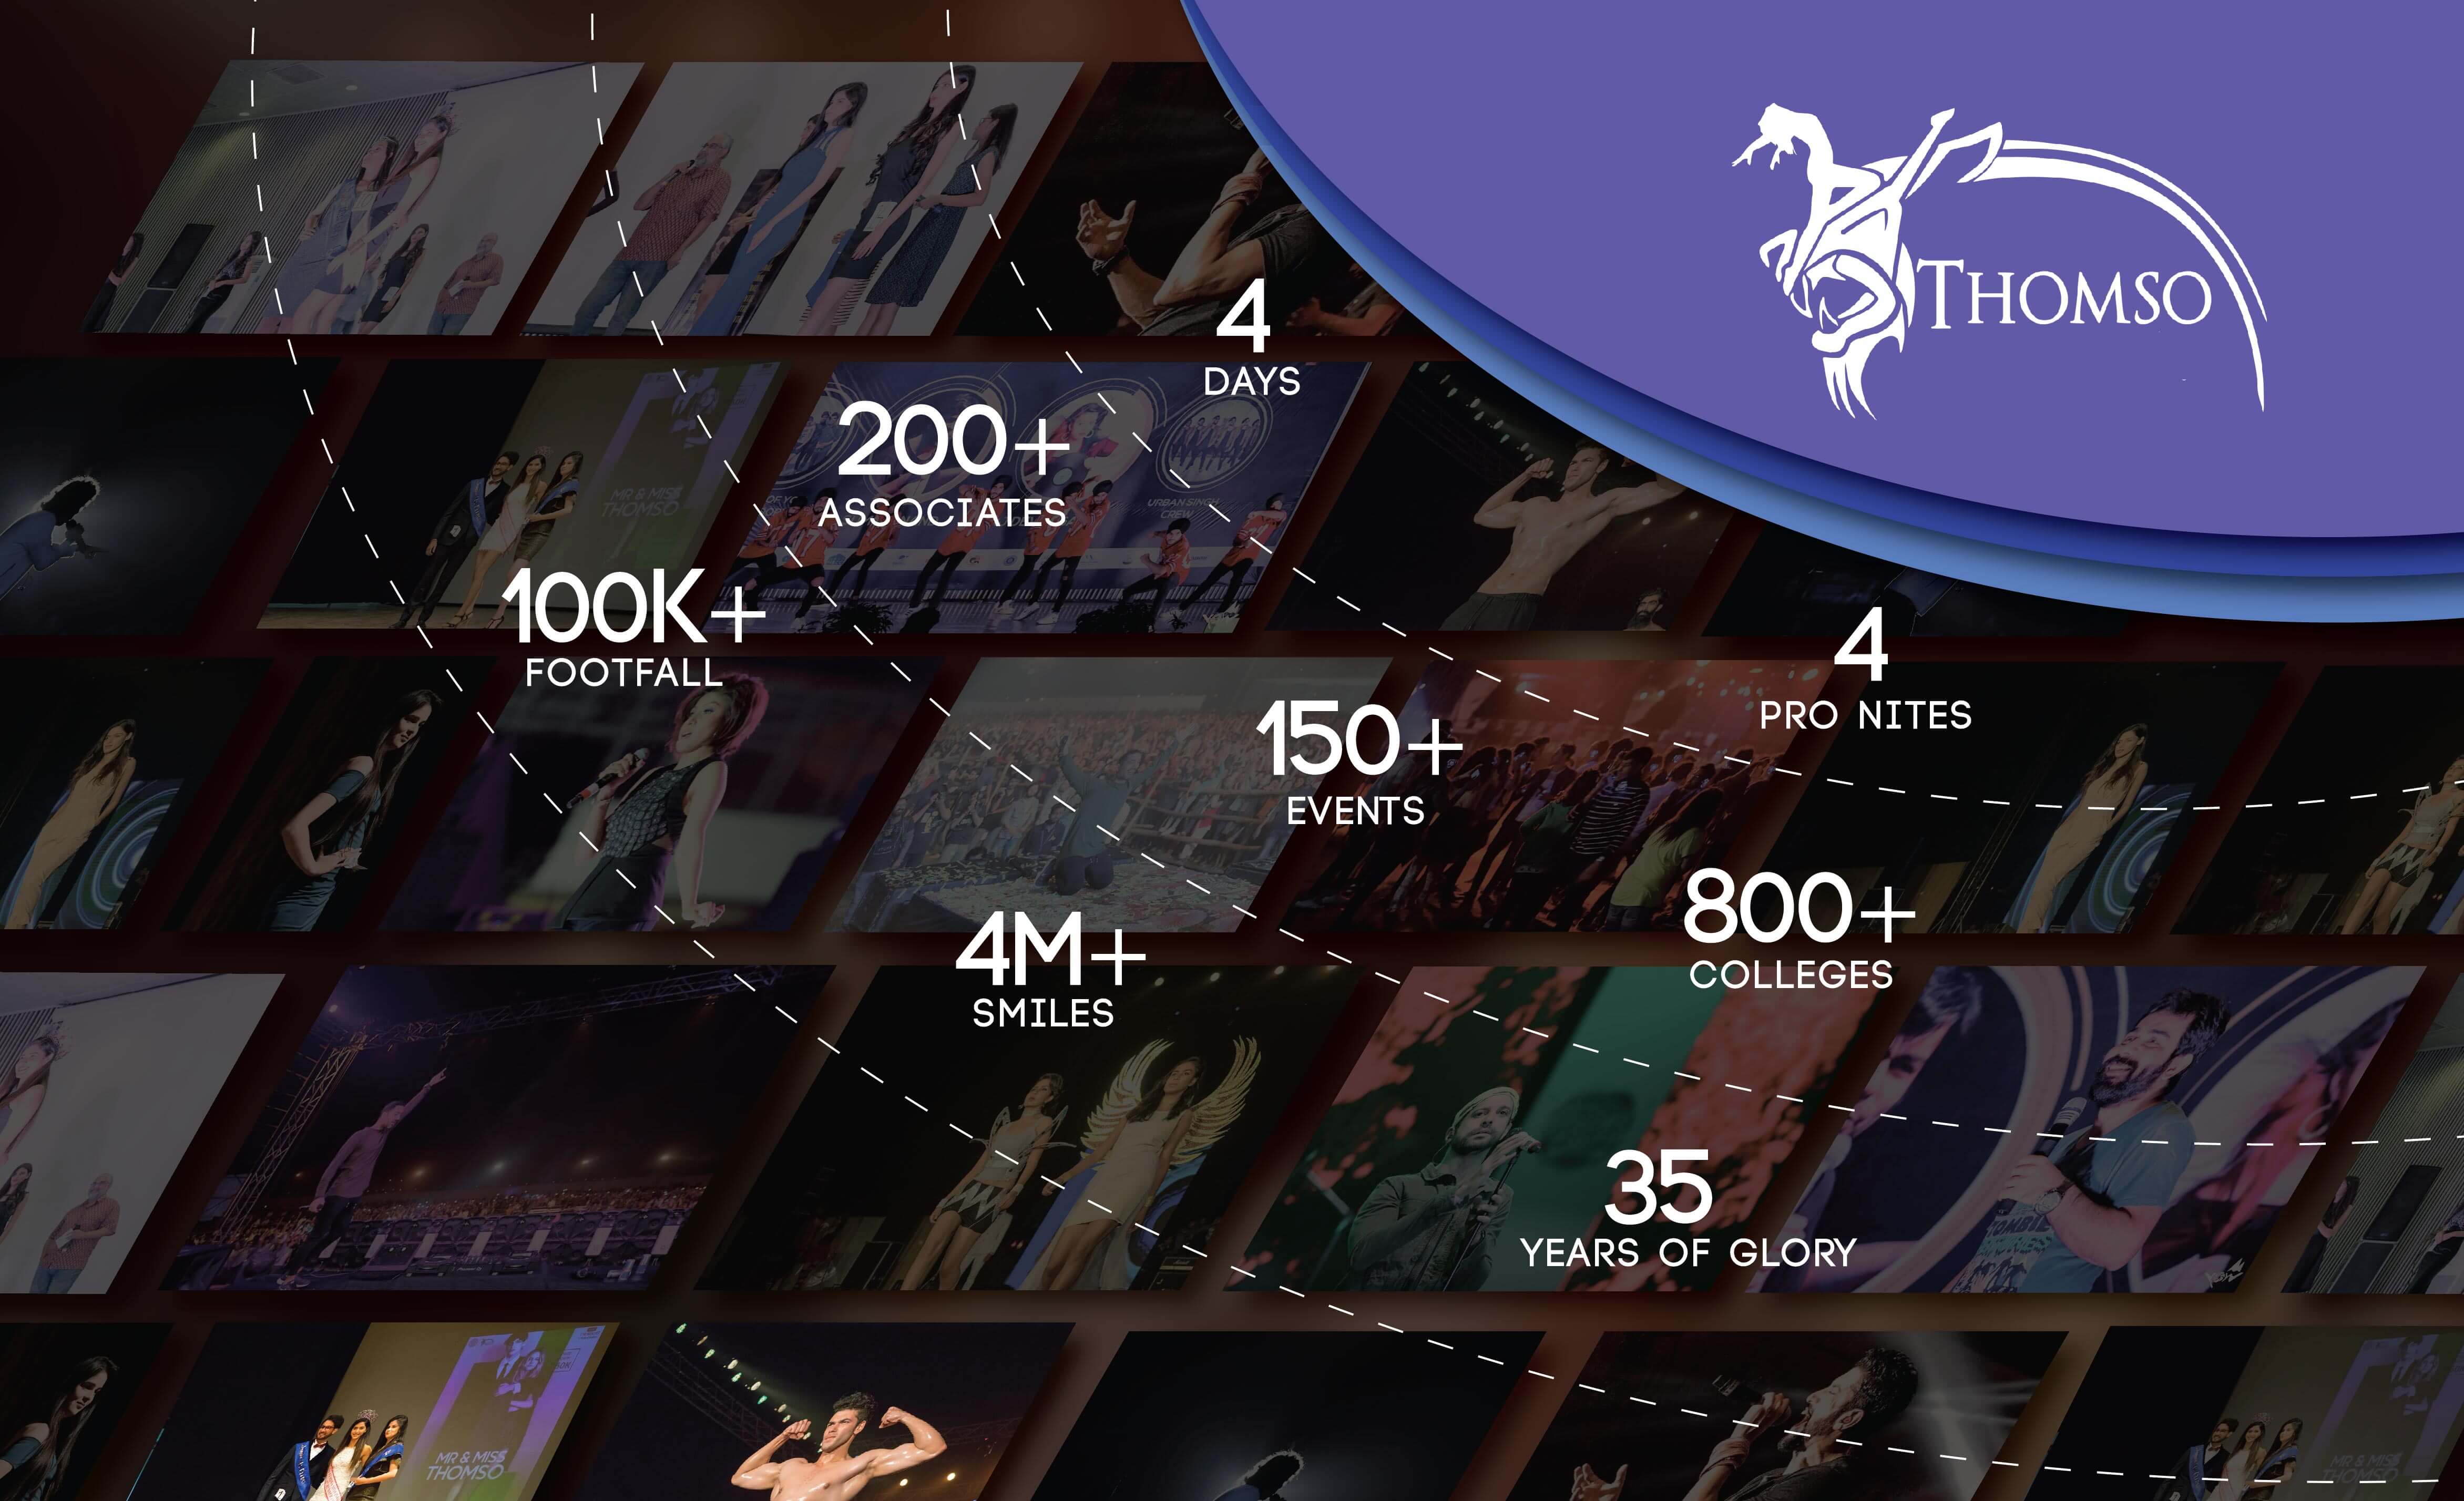 THOMSO
4
DAYS
200+
ASSOCIATES
100K+
FOOTFALL
4
PRO NITES
150+
EVENTS
800+
COLLEGES
4M+
SMILES
35
YEARS OF GLORY
MR & MISS
THOMSO
URBAN SINGH
CREW
MR & MISS
THOMSO
MR & MISS
THOMSO